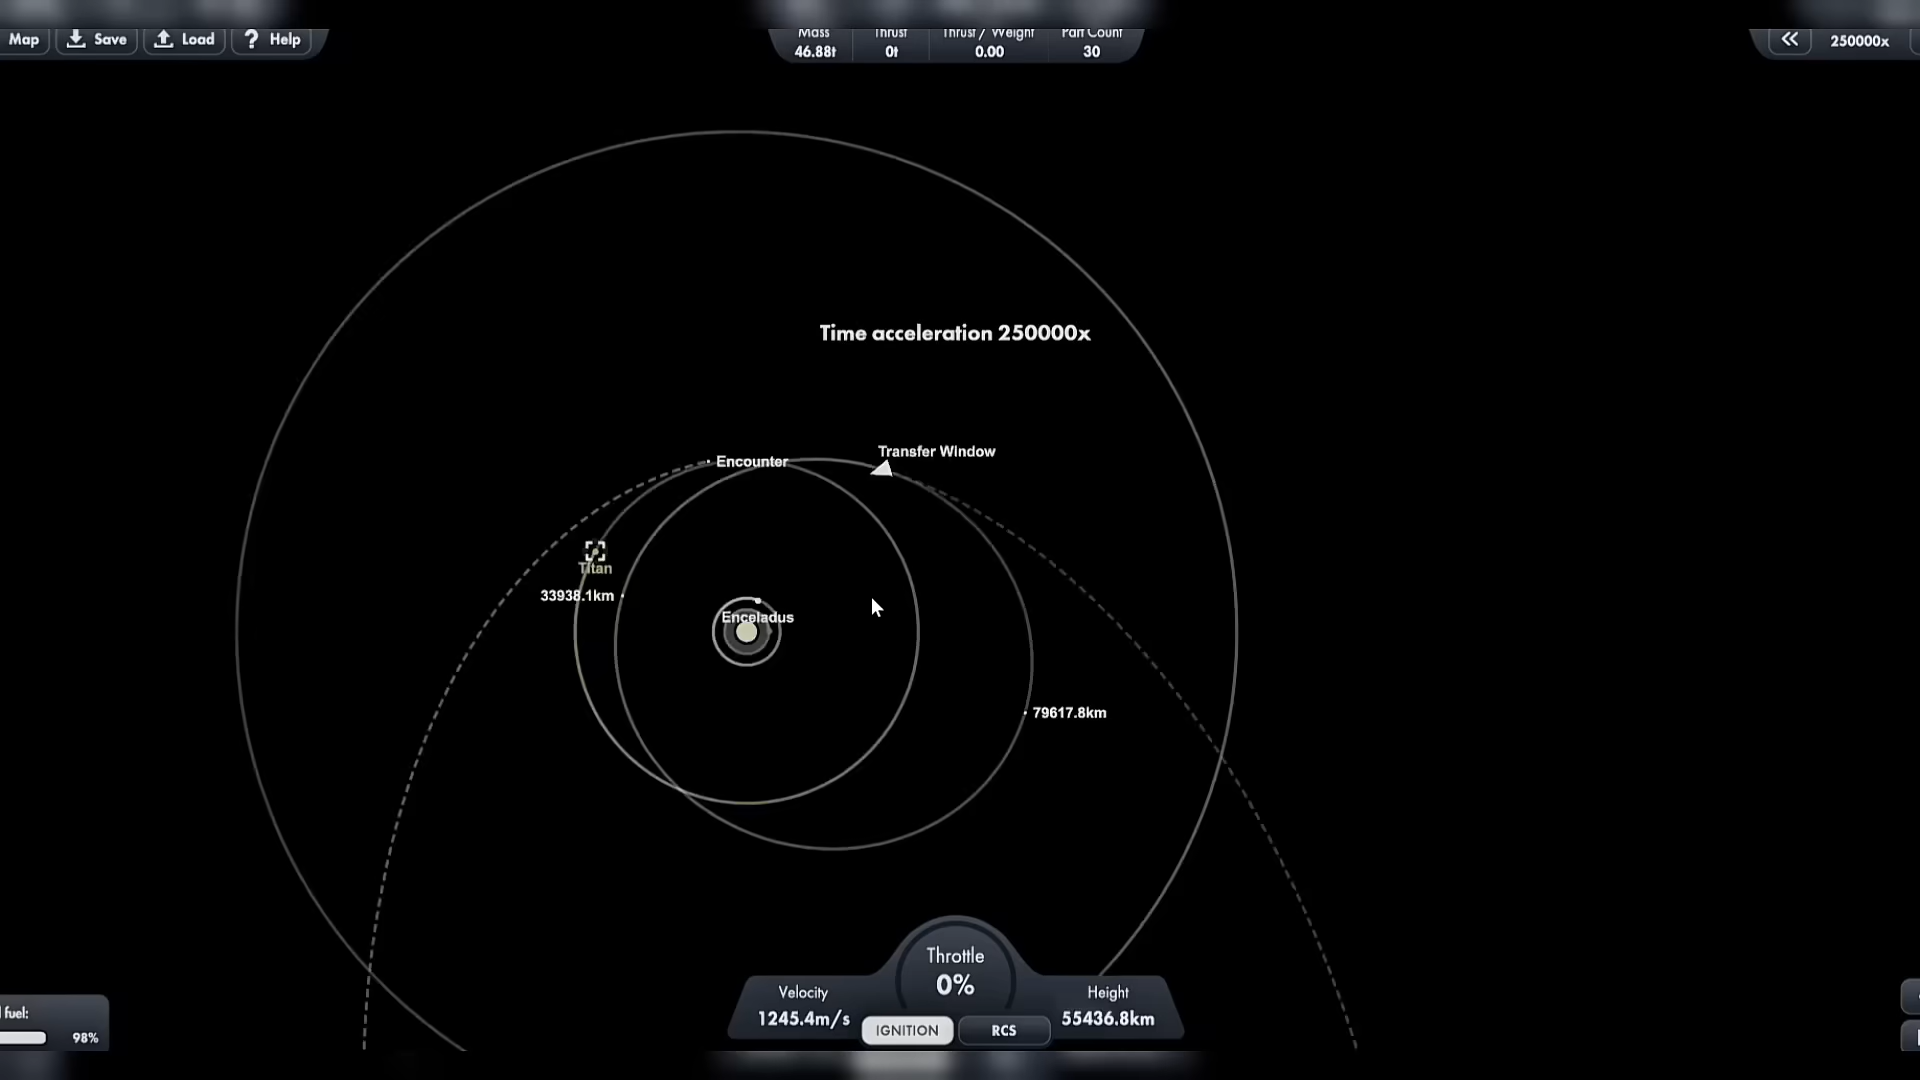 Map
Save
Load
Help
Mass
46.88t
Thrust
0t
Thrust / Weight
0.00
Part Count
30
250000x
Time acceleration 250000x
Transfer Window
Encounter
Titan
33938.1km
Enceladus
79617.8km
Throttle
0%
Velocity
1245.4m/s
IGNITION
RCS
Height
55436.8km
fuel:
98%